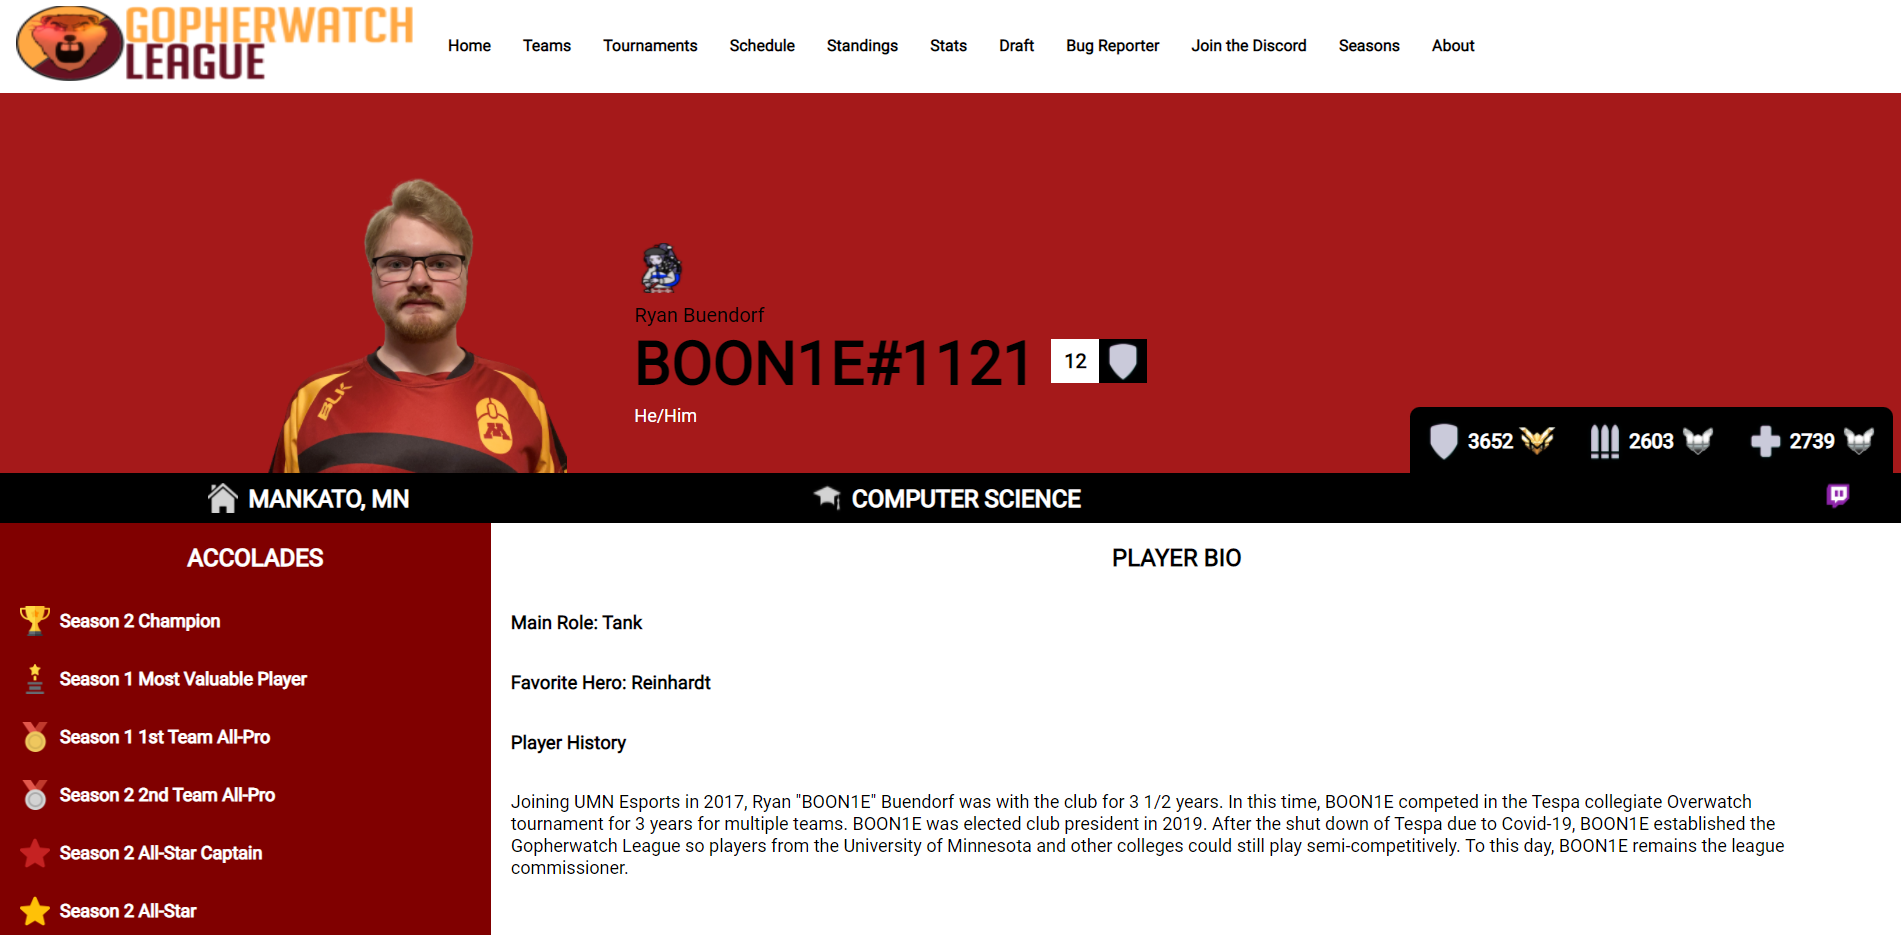 GOPHERWATCH
LEAGUE
Home Teams Tournaments Schedule Standings Stats Draft Bug Reporter Join the Discord Seasons About
Ryan Buendorf
BOON1E#1121 12
He/Him
BLK
M
3652 2603 2739
MANKATO, MN COMPUTER SCIENCE
ACCOLADES
Season 2 Champion
Season 1 Most Valuable Player
Season 1 1st Team All-Pro
Season 2 2nd Team All-Pro
Season 2 All-Star Captain
Season 2 All-Star
PLAYER BIO
Main Role: Tank
Favorite Hero: Reinhardt
Player History
Joining UMN Esports in 2017, Ryan "BOON1E" Buendorf was with the club for 3 1/2 years. In this time, BOON1E competed in the Tespa collegiate Overwatch
tournament for 3 years for multiple teams. BOON1E was elected club president in 2019. After the shut down of Tespa due to Covid-19, BOON1E established the
Gopherwatch League so players from the University of Minnesota and other colleges could still play semi-competitively. To this day, BOON1E remains the league
commissioner.